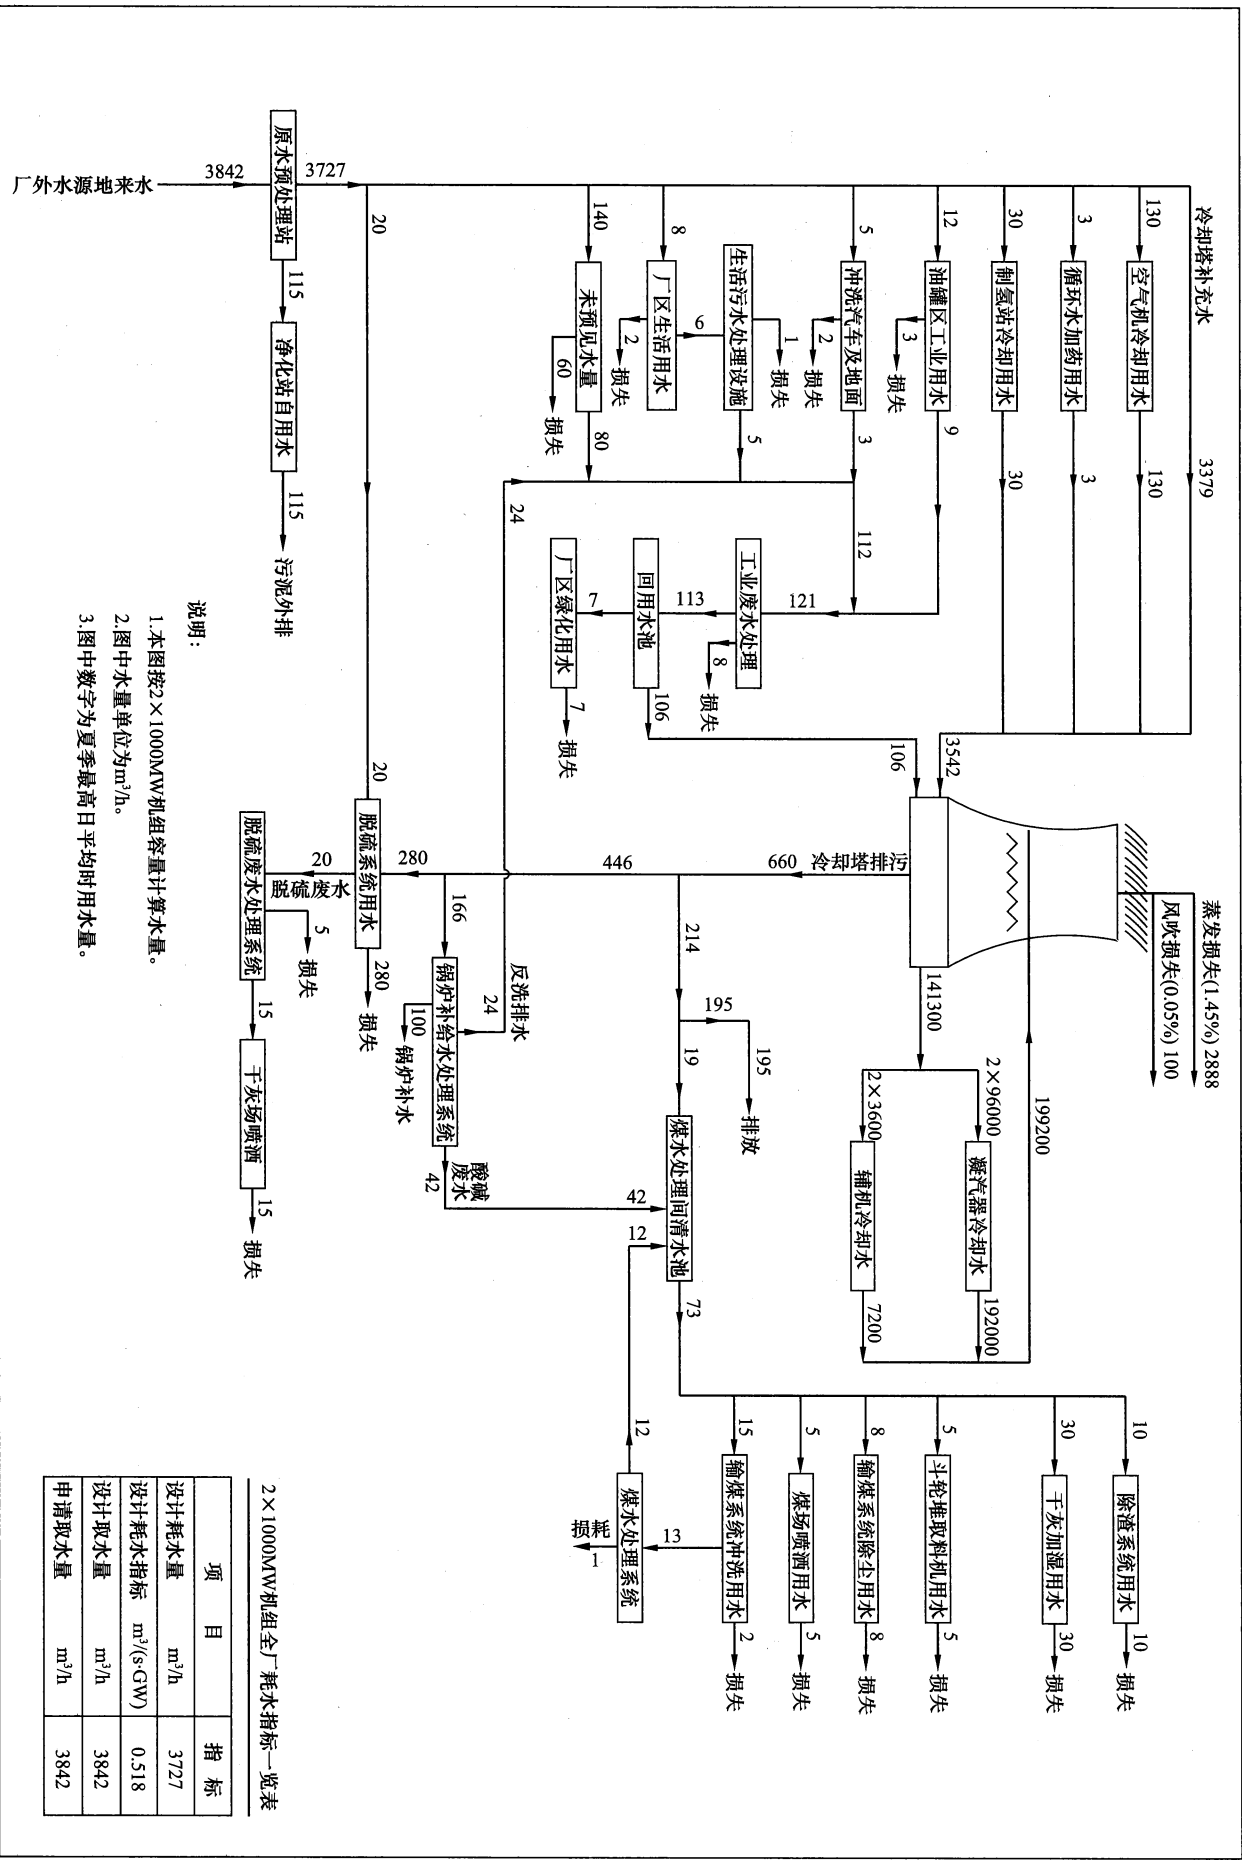 厂外水源地来水
3842
原水预处理站
3727
115
净化站自用水
115
污泥外排
20
20
140
未预见水量
60
损失
80
8
厂区生活用水
2
损失
6
生活污水处理设施
1
损失
5
5
冲洗汽车及地面
2
损失
3
12
油罐区工业用水
3
损失
9
30
制氢站冷却用水
30
3
循环水加药用水
3
130
空气机冷却用水
130
冷却塔补充水
3379
24
112
121
工业废水处理
8
损失
113
回用水池
106
7
厂区绿化用水
7
损失
106
3542
蒸发损失(1.45%) 2888
风吹损失(0.05%) 100
660 冷却塔排污
141300
2×96000
凝汽器冷却水
192000
2×3600
辅机冷却水
7200
199200
446
214
195
195
排放
19
煤水处理间清水池
73
280
166
脱硫系统用水
280
损失
20
脱硫废水
脱硫废水处理系统
5
损失
15
干灰场喷洒
15
损失
锅炉补给水处理系统
24
反洗排水
100
锅炉补水
酸碱
废水
42
42
12
12
煤水处理系统
损耗
1
13
15
输煤系统冲洗用水
2
损失
5
煤场喷洒用水
5
损失
8
输煤系统除尘用水
8
损失
5
斗轮堆取料机用水
5
损失
30
干灰加湿用水
30
损失
10
除渣系统用水
10
损失
说明：
1.本图按2×1000MW机组容量计算水量。
2.图中水量单位为m³/h。
3.图中数字为夏季最高日平均时用水量。
2×1000MW机组全厂耗水指标一览表
项 目 指 标
设计耗水量 m³/h 3727
设计耗水指标 m³/(s·GW) 0.518
设计取水量 m³/h 3842
申请取水量 m³/h 3842